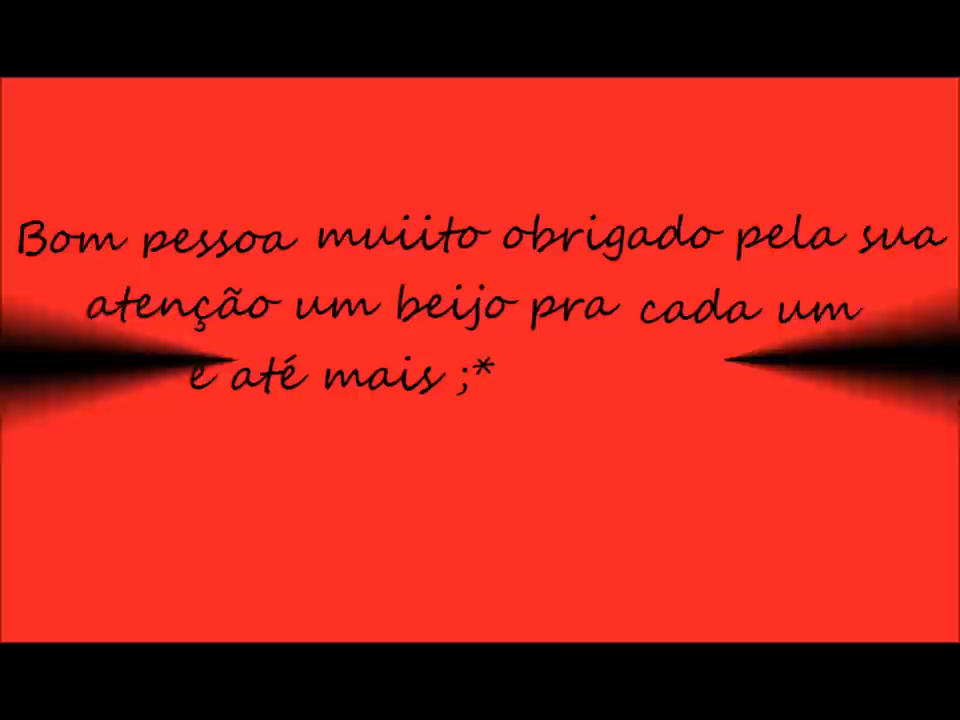 Bom pessoa muiito obrigado pela sua
atenção um beijo pra cada um
e até mais ;*